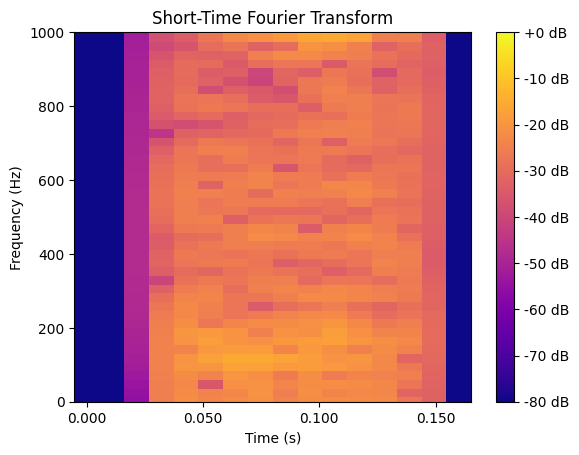 Short-Time Fourier Transform
1000
800
600
400
200
0
Frequency (Hz)
0.000
0.050
0.100
0.150
Time (s)
+0 dB
-10 dB
-20 dB
-30 dB
-40 dB
-50 dB
-60 dB
-70 dB
-80 dB